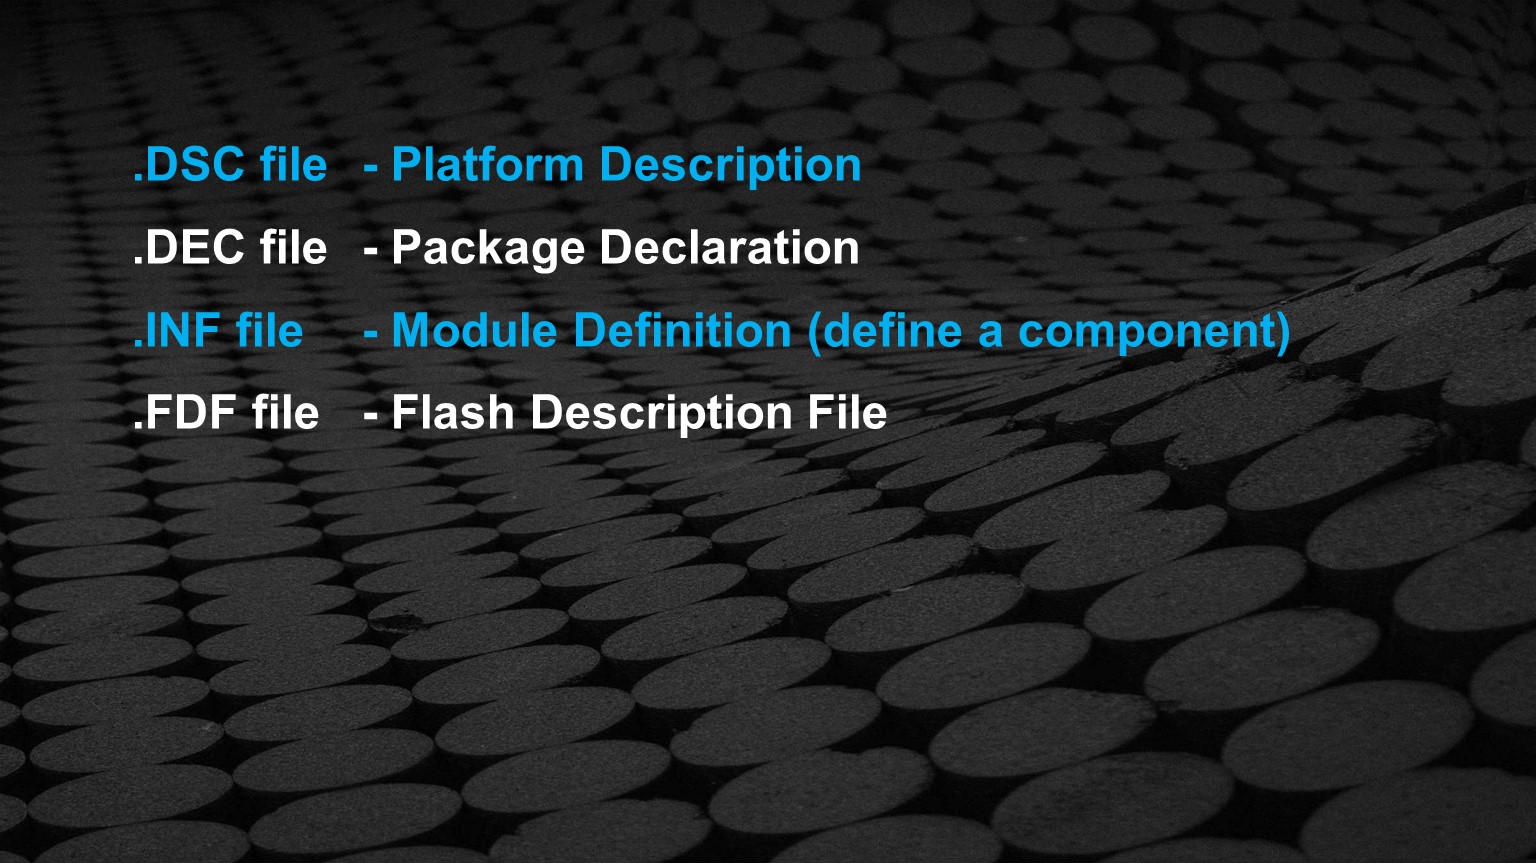 .DSC file - Platform Description
.DEC file - Package Declaration
.INF file - Module Definition (define a component)
.FDF file - Flash Description File